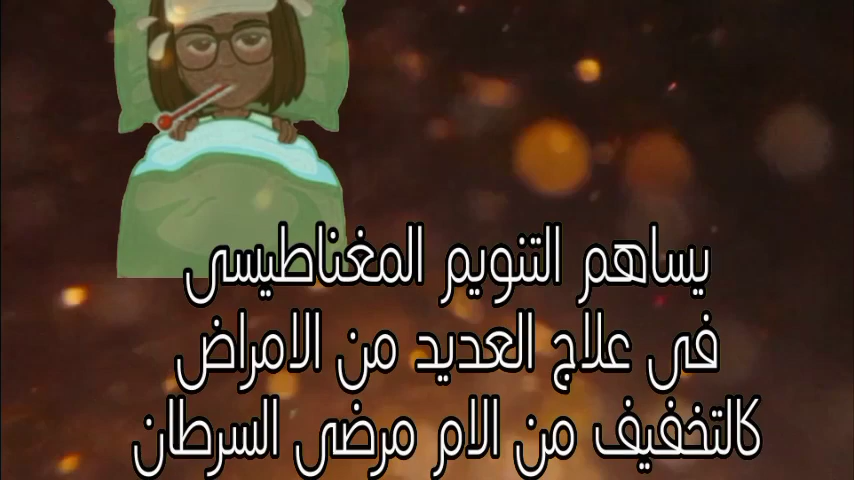 يساهم التنويم المغناطيسى
فى علاج العديد من الامراض
كالتخفيف من الام مرضى السرطان